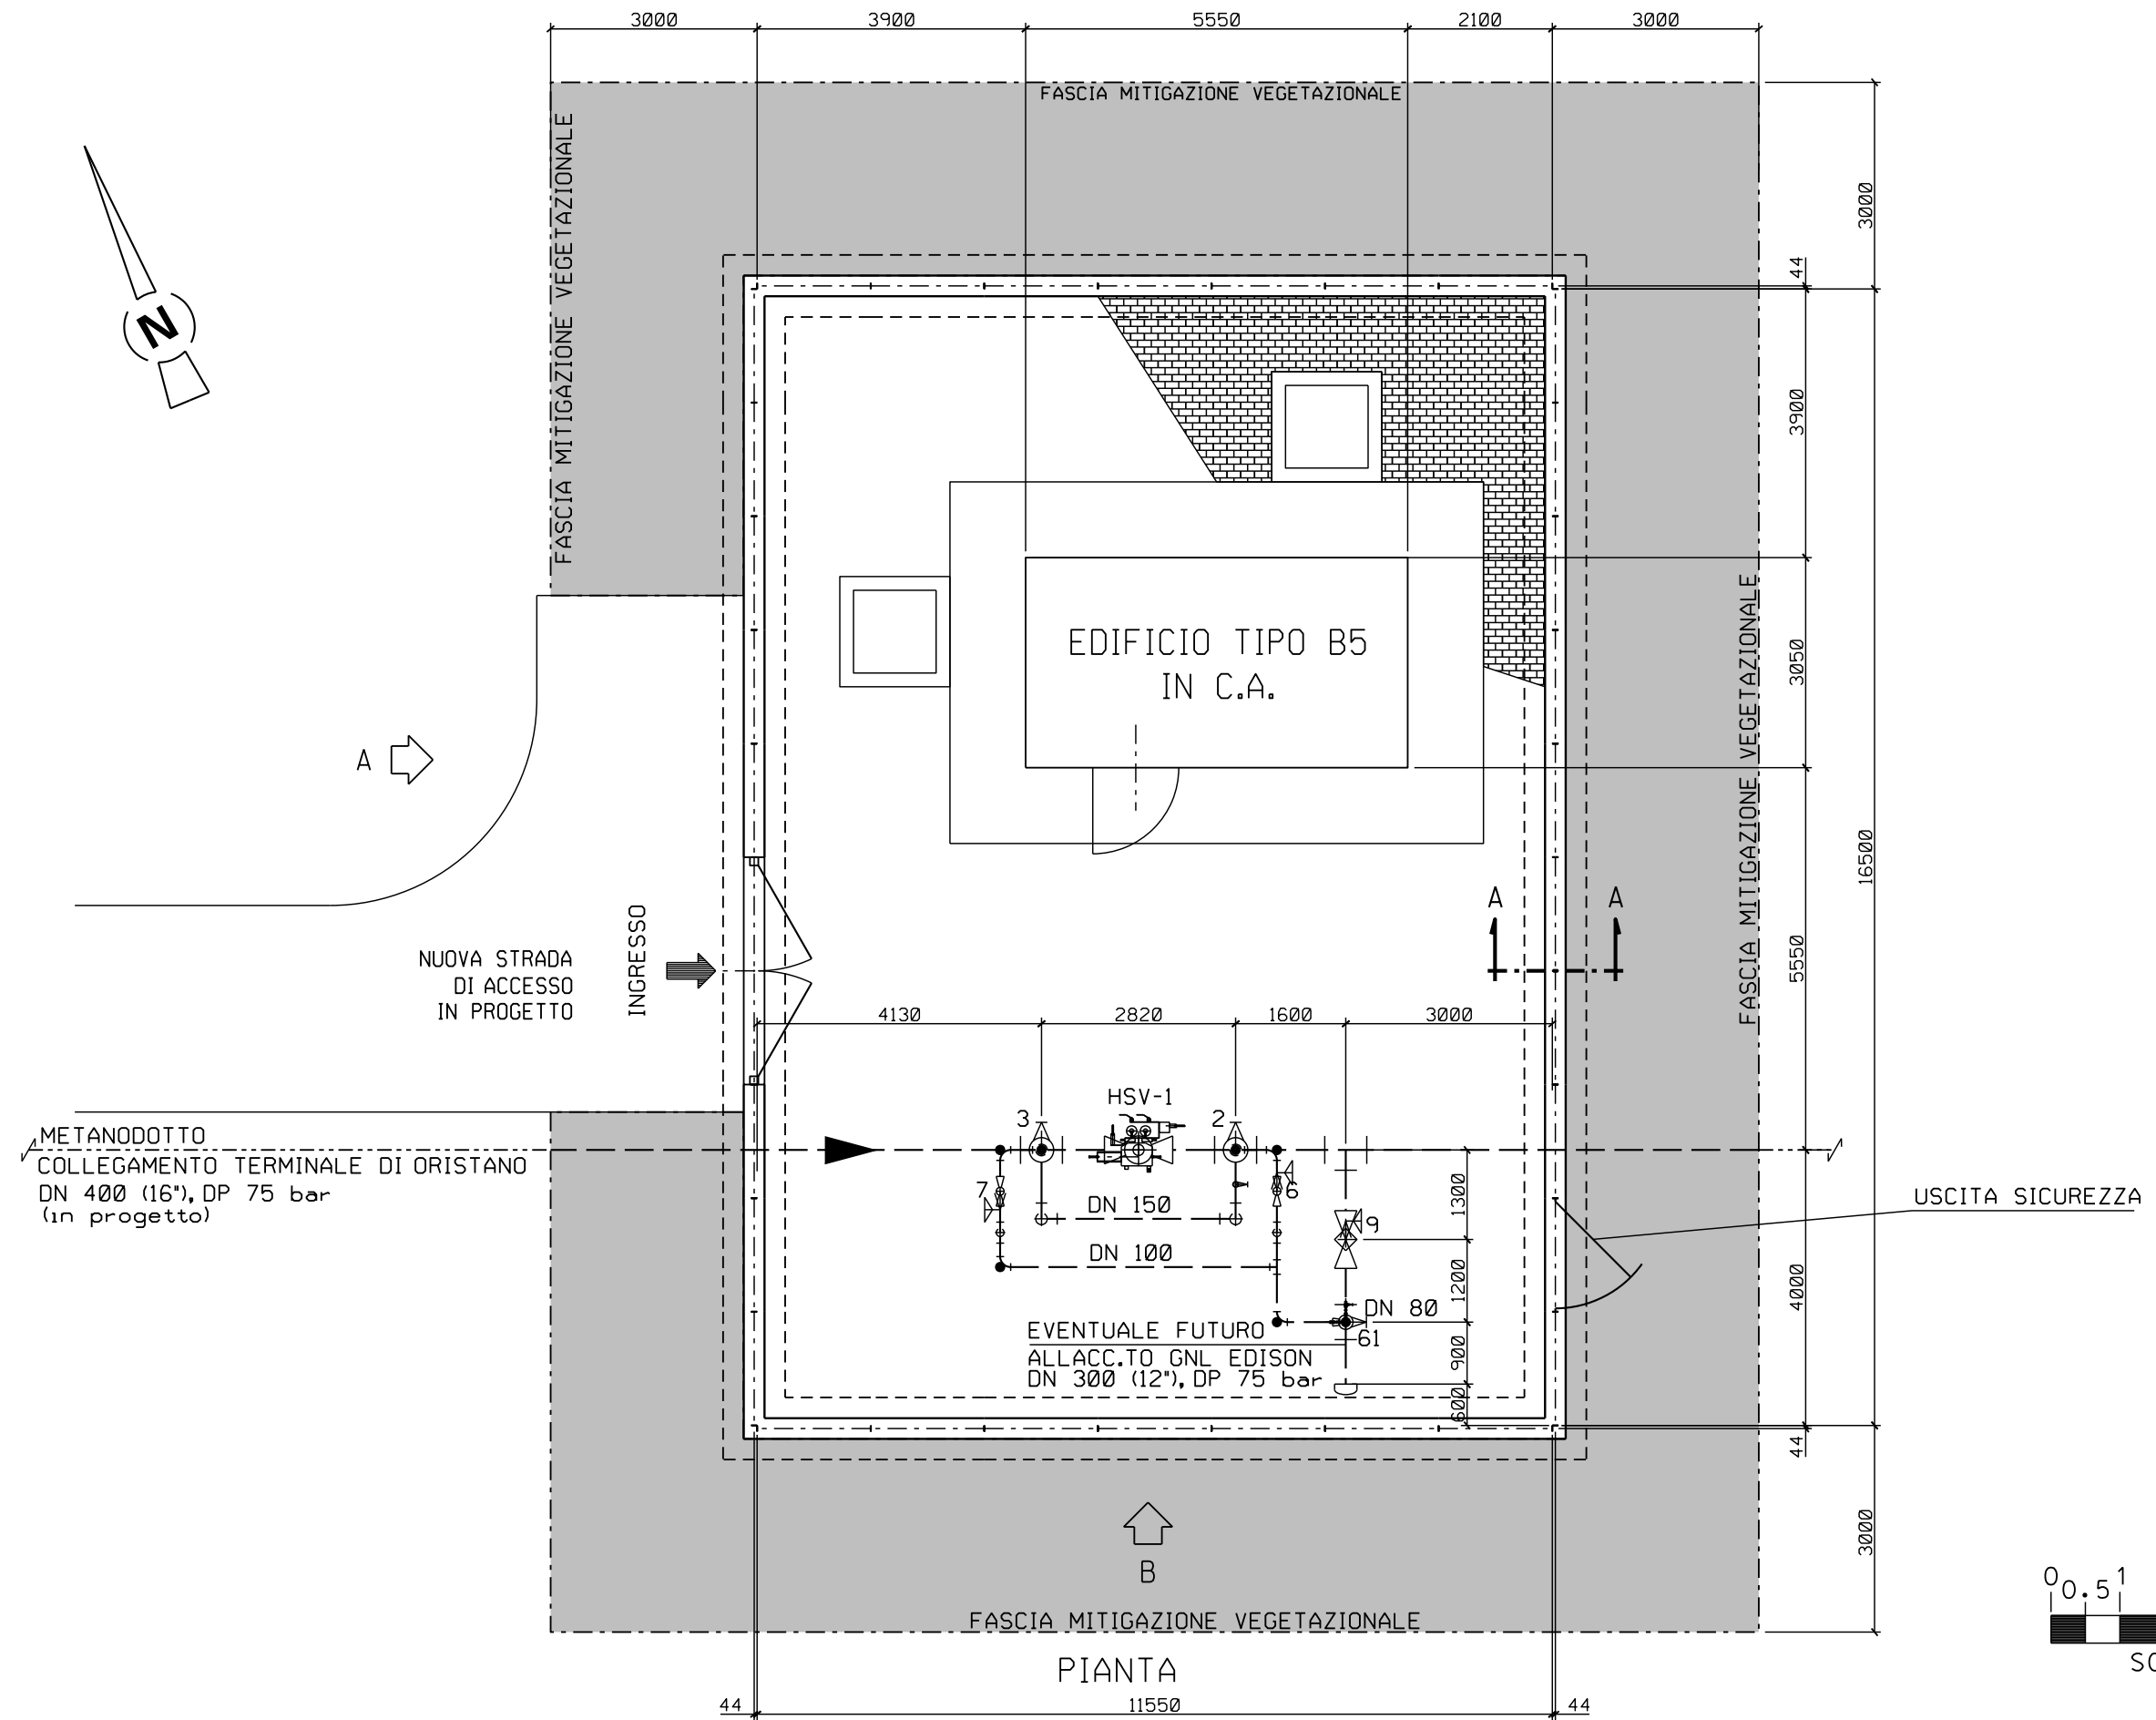 3000
3900
5550
2100
3000
FASCIA MITIGAZIONE VEGETAZIONALE
FASCIA MITIGAZIONE VEGETAZIONALE
N
3000
44
3900
EDIFICIO TIPO B5
IN C.A.
3050
FASCIA MITIGAZIONE VEGETAZIONALE
16500
A
A
A
5550
INGRESSO
NUOVA STRADA
DI ACCESSO
IN PROGETTO
4130
2820
1600
3000
HSV-1
3
2
METANODOTTO
COLLEGAMENTO TERMINALE DI ORISTANO
DN 400 (16"), DP 75 bar
(in progetto)
7
6
DN 150
9
1300
USCITA SICUREZZA
DN 100
1200
4000
DN 80
61
EVENTUALE FUTURO
ALLACC.TO GNL EDISON
DN 300 (12"), DP 75 bar
900
600
44
3000
B
FASCIA MITIGAZIONE VEGETAZIONALE
0
0.5
1
SC
PIANTA
44
11550
44